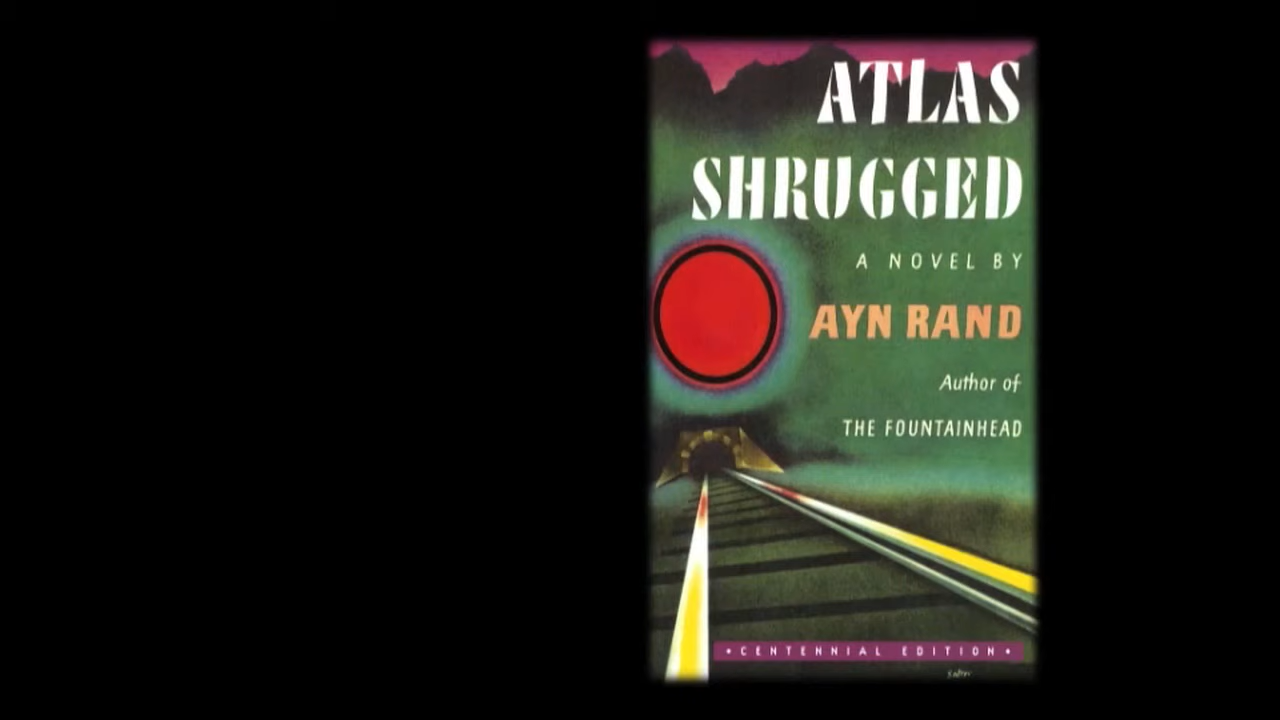 ATLAS
SHRUGGED
A NOVEL BY
AYN RAND
Author of
THE FOUNTAINHEAD
•CENTENNIAL EDITION•